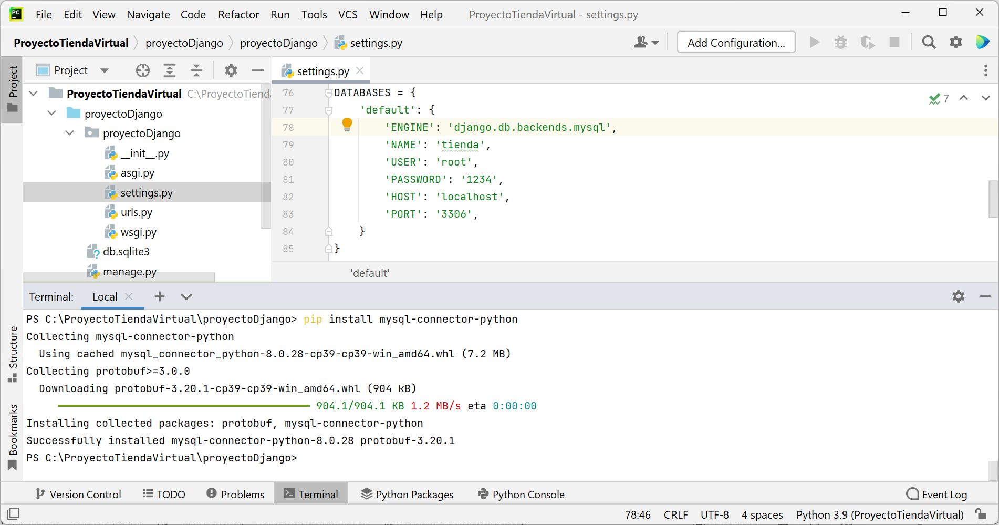 PC
File Edit View Navigate Code Refactor Run Tools VCS Window Help ProyectoTiendaVirtual - settings.py
ProyectoTiendaVirtual proyectoDjango proyectoDjango settings.py Add Configuration...
Project
Project
settings.py
ProyectoTiendaVirtual C:\ProyectoTienda
proyectoDjango
proyectoDjango
__init__.py
asgi.py
settings.py
urls.py
wsgi.py
db.sqlite3
manage.py
76 DATABASES = {
77 'default': {
78 'ENGINE': 'django.db.backends.mysql',
79 'NAME': 'tienda',
80 'USER': 'root',
81 'PASSWORD': '1234',
82 'HOST': 'localhost',
83 'PORT': '3306',
84 }
85 }
7
'default'
Terminal: Local
PS C:\ProyectoTiendaVirtual\proyectoDjango> pip install mysql-connector-python
Collecting mysql-connector-python
Using cached mysql_connector_python-8.0.28-cp39-cp39-win_amd64.whl (7.2 MB)
Collecting protobuf>=3.0.0
Downloading protobuf-3.20.1-cp39-cp39-win_amd64.whl (904 kB)
904.1/904.1 KB 1.2 MB/s eta 0:00:00
Installing collected packages: protobuf, mysql-connector-python
Successfully installed mysql-connector-python-8.0.28 protobuf-3.20.1
PS C:\ProyectoTiendaVirtual\proyectoDjango>
Structure
Bookmarks
Version Control TODO Problems Terminal Python Packages Python Console Event Log
78:46 CRLF UTF-8 4 spaces Python 3.9 (ProyectoTiendaVirtual)